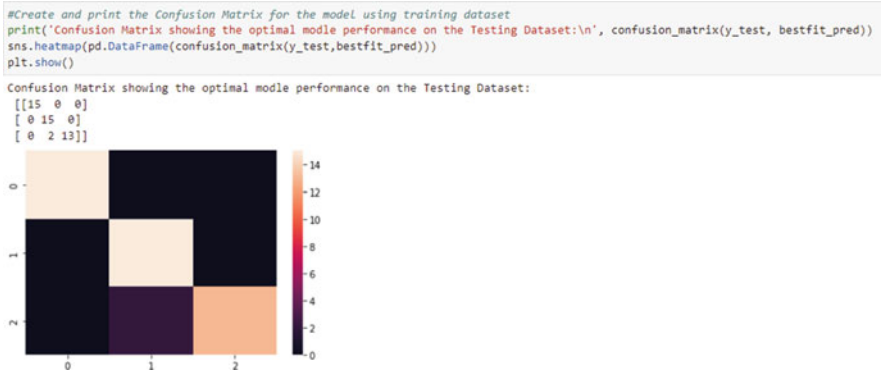 #Create and print the Confusion Matrix for the model using training dataset
print('Confusion Matrix showing the optimal modle performance on the Testing Dataset:\n', confusion_matrix(y_test, bestfit_pred))
sns.heatmap(pd.DataFrame(confusion_matrix(y_test,bestfit_pred)))
plt.show()
Confusion Matrix showing the optimal modle performance on the Testing Dataset:
[[15 0 0]
[ 0 15 0]
[ 0 2 13]]
0
1
2
0
1
2
14
12
10
8
6
4
2
0